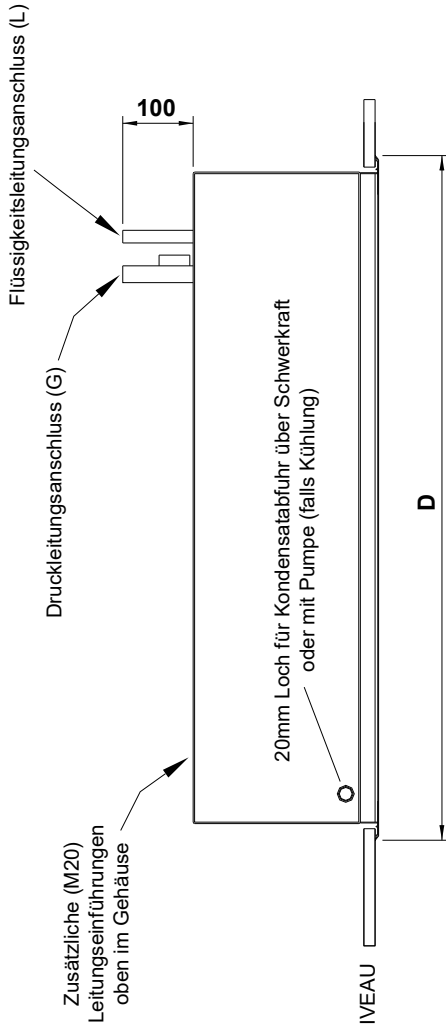 Flüssigkeitsleitungsanschluss (L)
Druckleitungsanschluss (G)
100
Zusätzliche (M20)
Leitungseinführungen
oben im Gehäuse
20mm Loch für Kondensatabfuhr über Schwerkraft
oder mit Pumpe (falls Kühlung)
IVEAU
D